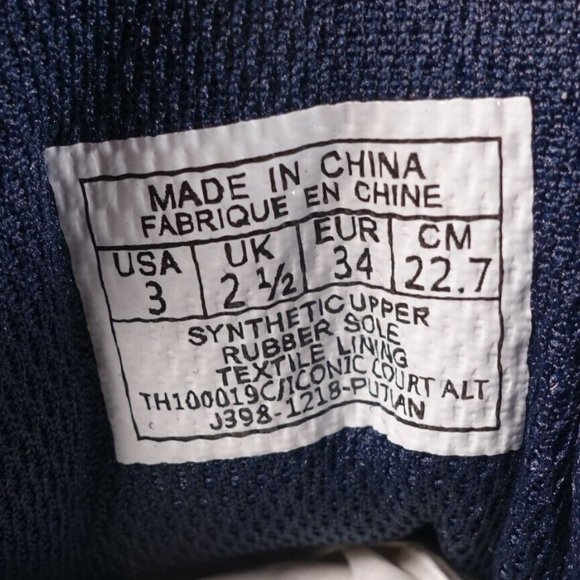 MADE IN CHINA
FABRIQUE EN CHINE
USA UK EUR CM
3 2 ½ 34 22.7
SYNTHETIC UPPER
RUBBER SOLE
TEXTILE LINING
TH100019C/ICONIC COURT ALT
J398-1218-PUTIAN